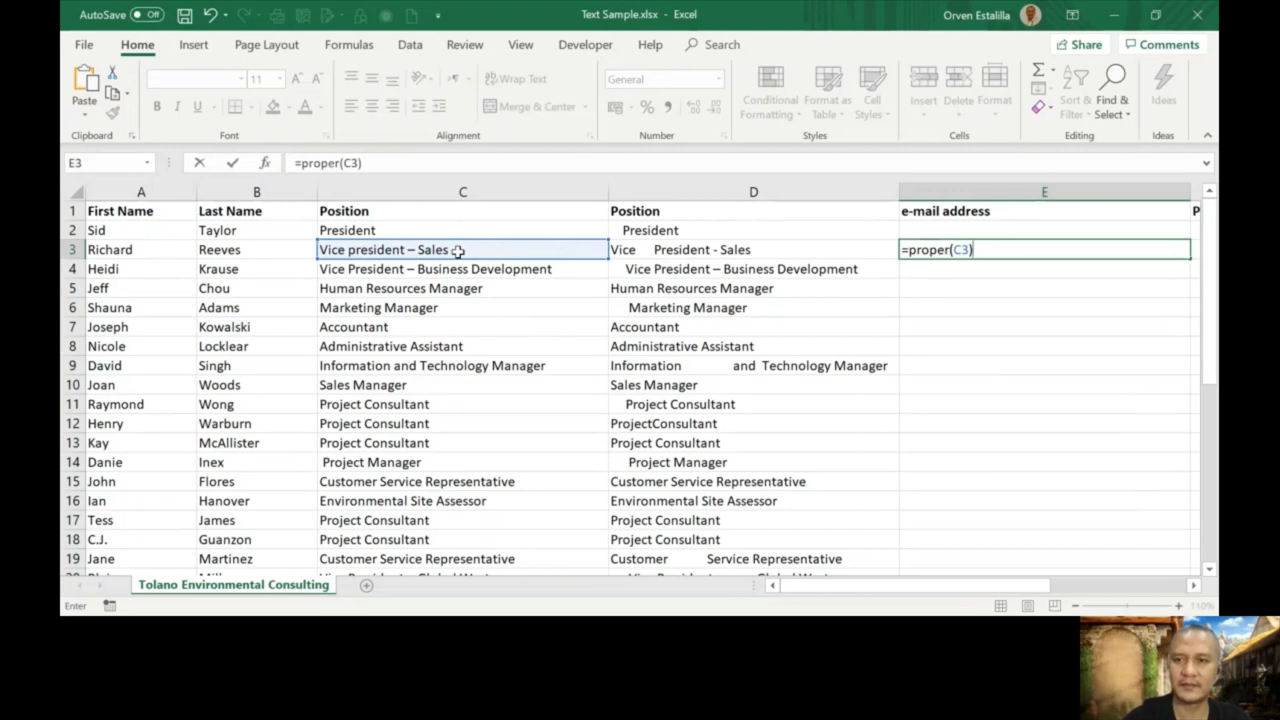 AutoSave Off Text Sample.xlsx - Excel Orven Estalilla
File Home Insert Page Layout Formulas Data Review View Developer Help Search Share Comments
Paste 11 Wrap Text General Conditional Format as Cell Insert Delete Format Sort & Find & Ideas
B I U Merge & Center % Formatting Table Styles Filter Select
Clipboard Font Alignment Number Styles Cells Editing Ideas
E3 fx =proper(C3)
A B C D E
1 First Name Last Name Position Position e-mail address P
2 Sid Taylor President President
3 Richard Reeves Vice president – Sales Vice President - Sales =proper(C3)
4 Heidi Krause Vice President – Business Development Vice President – Business Development
5 Jeff Chou Human Resources Manager Human Resources Manager
6 Shauna Adams Marketing Manager Marketing Manager
7 Joseph Kowalski Accountant Accountant
8 Nicole Locklear Administrative Assistant Administrative Assistant
9 David Singh Information and Technology Manager Information and Technology Manager
10 Joan Woods Sales Manager Sales Manager
11 Raymond Wong Project Consultant Project Consultant
12 Henry Warburn Project Consultant ProjectConsultant
13 Kay McAllister Project Consultant Project Consultant
14 Danie Inex Project Manager Project Manager
15 John Flores Customer Service Representative Customer Service Representative
16 Ian Hanover Environmental Site Assessor Environmental Site Assessor
17 Tess James Project Consultant Project Consultant
18 C.J. Guanzon Project Consultant Project Consultant
19 Jane Martinez Customer Service Representative Customer Service Representative
Tolano Environmental Consulting
Enter 110%